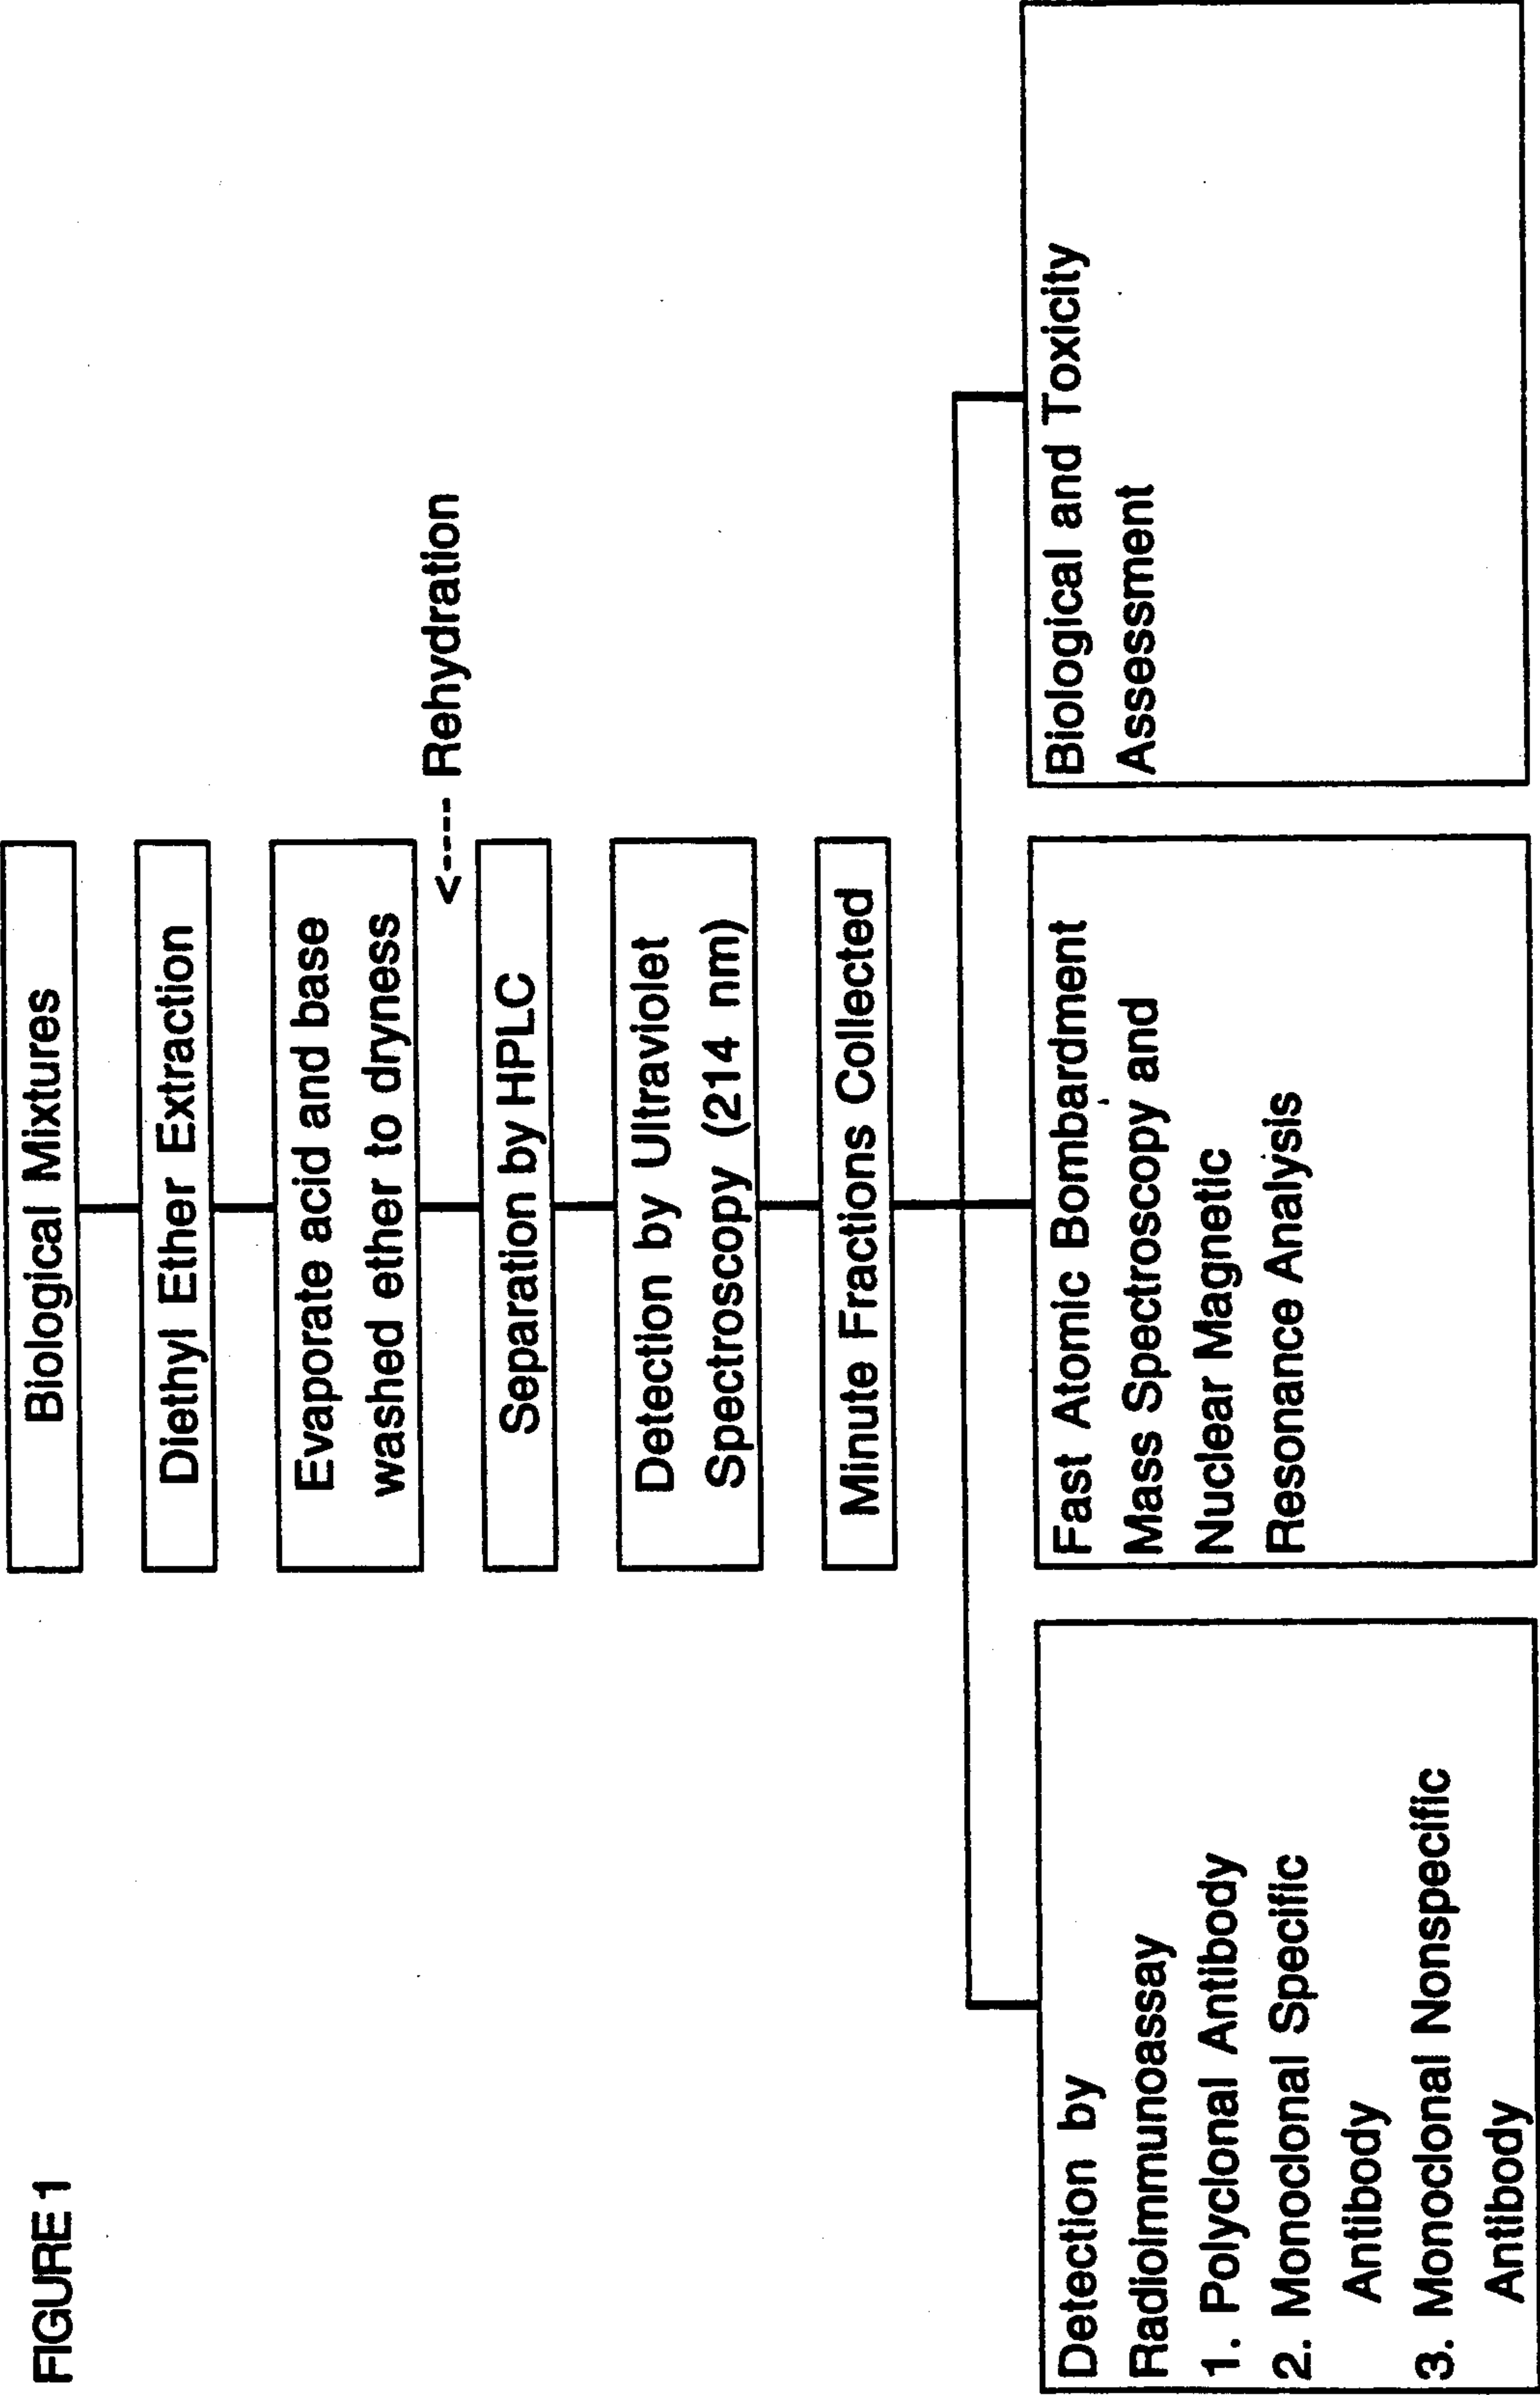 FIGURE 1
Biological Mixtures
Diethyl Ether Extraction
Evaporate acid and base
washed ether to dryness
<---- Rehydration
Separation by HPLC
Detection by Ultraviolet
Spectroscopy (214 nm)
Minute Fractions Collected
Detection by
Radioimmunoassay
1. Polyclonal Antibody
2. Monoclonal Specific
Antibody
3. Monoclonal Nonspecific
Antibody
Fast Atomic Bombardment
Mass Spectroscopy and
Nuclear Magnetic
Resonance Analysis
Biological and Toxicity
Assessment